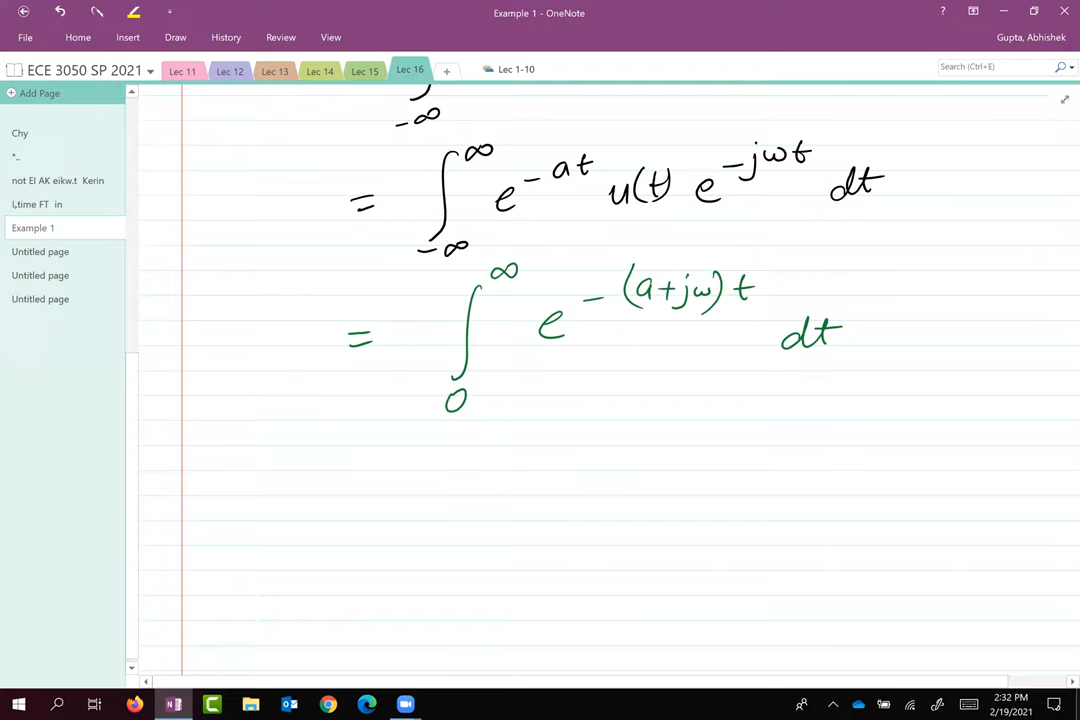 Example 1 - OneNote
?
Gupta, Abhishek
File Home Insert Draw History Review View
ECE 3050 SP 2021
Lec 11 Lec 12 Lec 13 Lec 14 Lec 15 Lec 16 + Lec 1-10
Search (Ctrl+E)
Add Page
Chy
not EI AK eikw.t Kerin
I,time FT in
Example 1
Untitled page
Untitled page
Untitled page
-∞
= ∫_{-∞}^{∞} e^{-at} u(t) e^{-jωt} dt
= ∫_{0}^{∞} e^{-(a+jω)t} dt
2:32 PM
2/19/2021